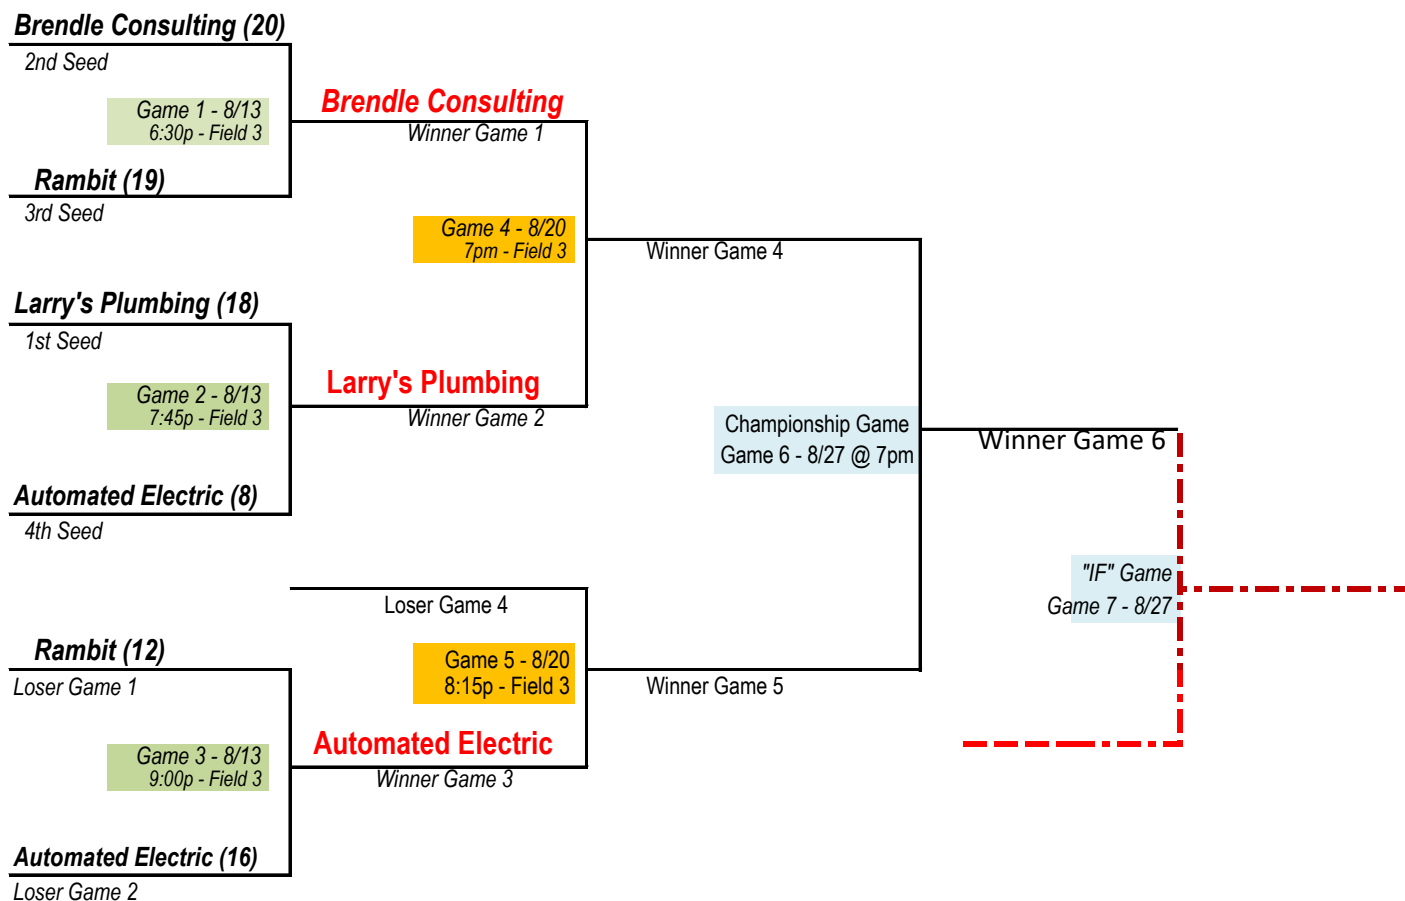 Brendle Consulting (20)
2nd Seed
Game 1 - 8/13
6:30p - Field 3
Brendle Consulting
Winner Game 1
Rambit (19)
3rd Seed
Game 4 - 8/20
7pm - Field 3
Winner Game 4
Larry's Plumbing (18)
1st Seed
Game 2 - 8/13
7:45p - Field 3
Larry's Plumbing
Winner Game 2
Championship Game
Game 6 - 8/27 @ 7pm
Winner Game 6
Automated Electric (8)
4th Seed
"IF" Game
Game 7 - 8/27
Loser Game 4
Rambit (12)
Loser Game 1
Game 5 - 8/20
8:15p - Field 3
Winner Game 5
Game 3 - 8/13
9:00p - Field 3
Automated Electric
Winner Game 3
Automated Electric (16)
Loser Game 2